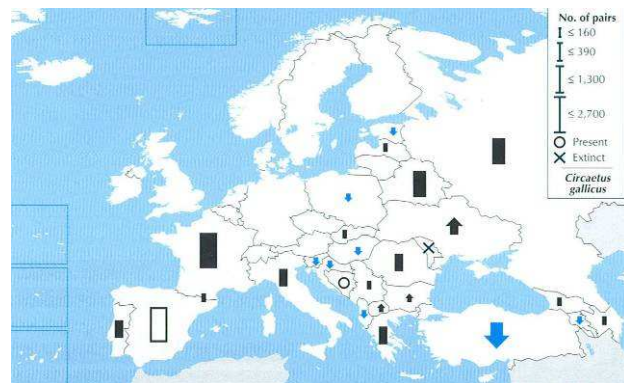 No. of pairs
≤ 160
≤ 390
≤ 1,300
≤ 2,700
Present
Extinct
Circaetus
gallicus